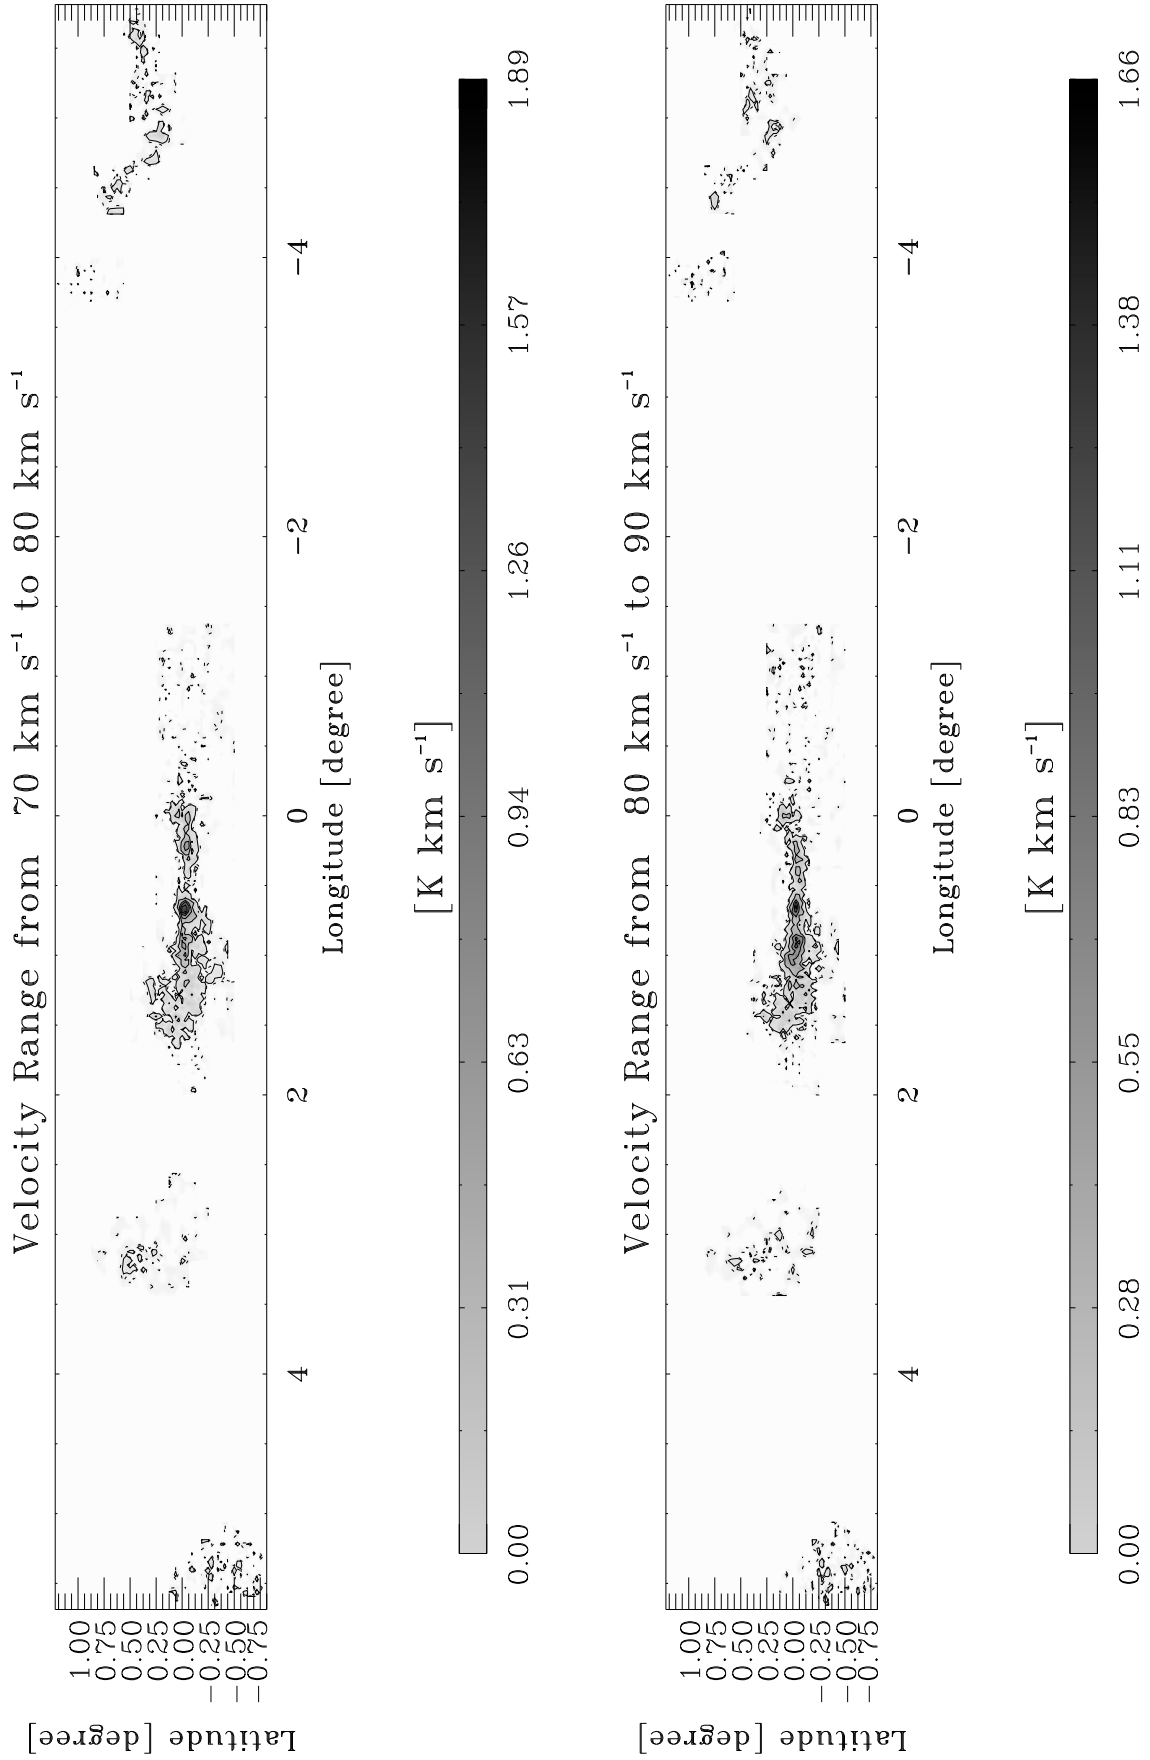 Velocity Range from 70 km s⁻¹ to 80 km s⁻¹
Latitude [degree]
1.00
0.75
0.50
0.25
0.00
−0.25
−0.50
−0.75
4 2 0 −2 −4
Longitude [degree]
[K km s⁻¹]
0.00 0.31 0.63 0.94 1.26 1.57 1.89
Velocity Range from 80 km s⁻¹ to 90 km s⁻¹
Latitude [degree]
1.00
0.75
0.50
0.25
0.00
−0.25
−0.50
−0.75
4 2 0 −2 −4
Longitude [degree]
[K km s⁻¹]
0.00 0.28 0.55 0.83 1.11 1.38 1.66